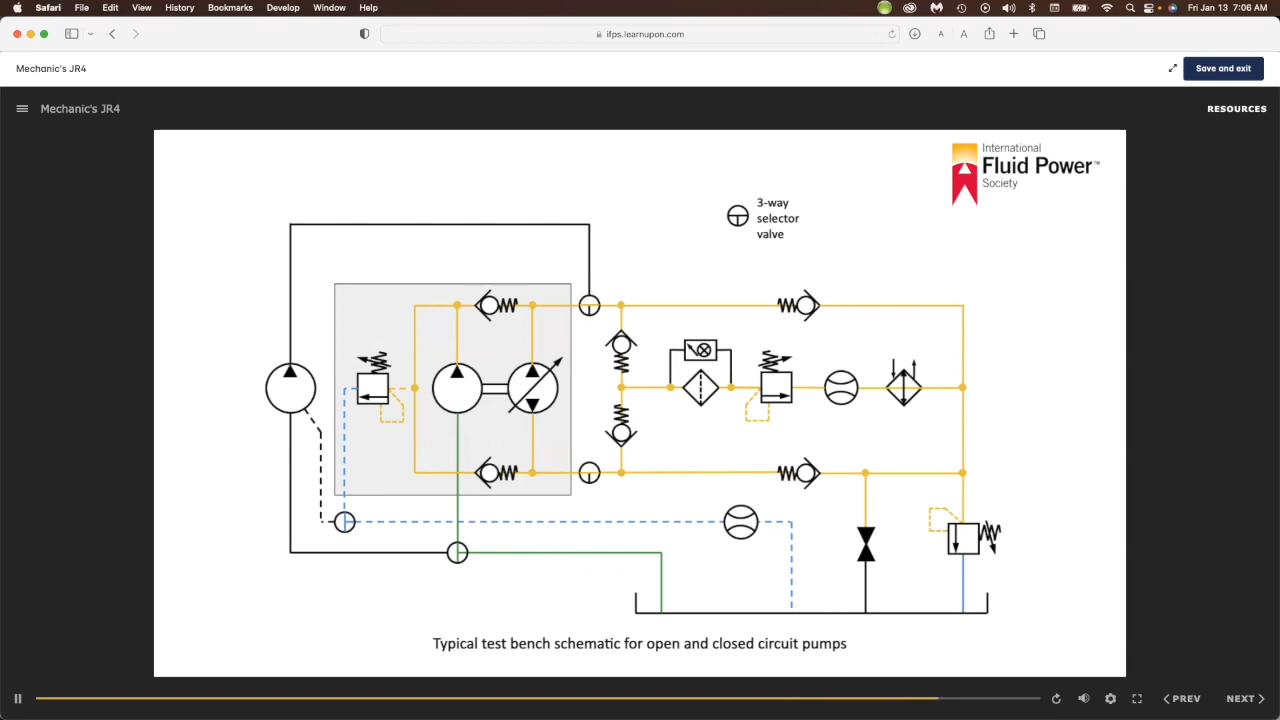 Safari File Edit View History Bookmarks Develop Window Help Fri Jan 13 7:06 AM
ifps.learnupon.com
A A
Mechanic's JR4
Save and exit
Mechanic's JR4
RESOURCES
International
Fluid Power™
Society
3-way
selector
valve
Typical test bench schematic for open and closed circuit pumps
PREV
NEXT